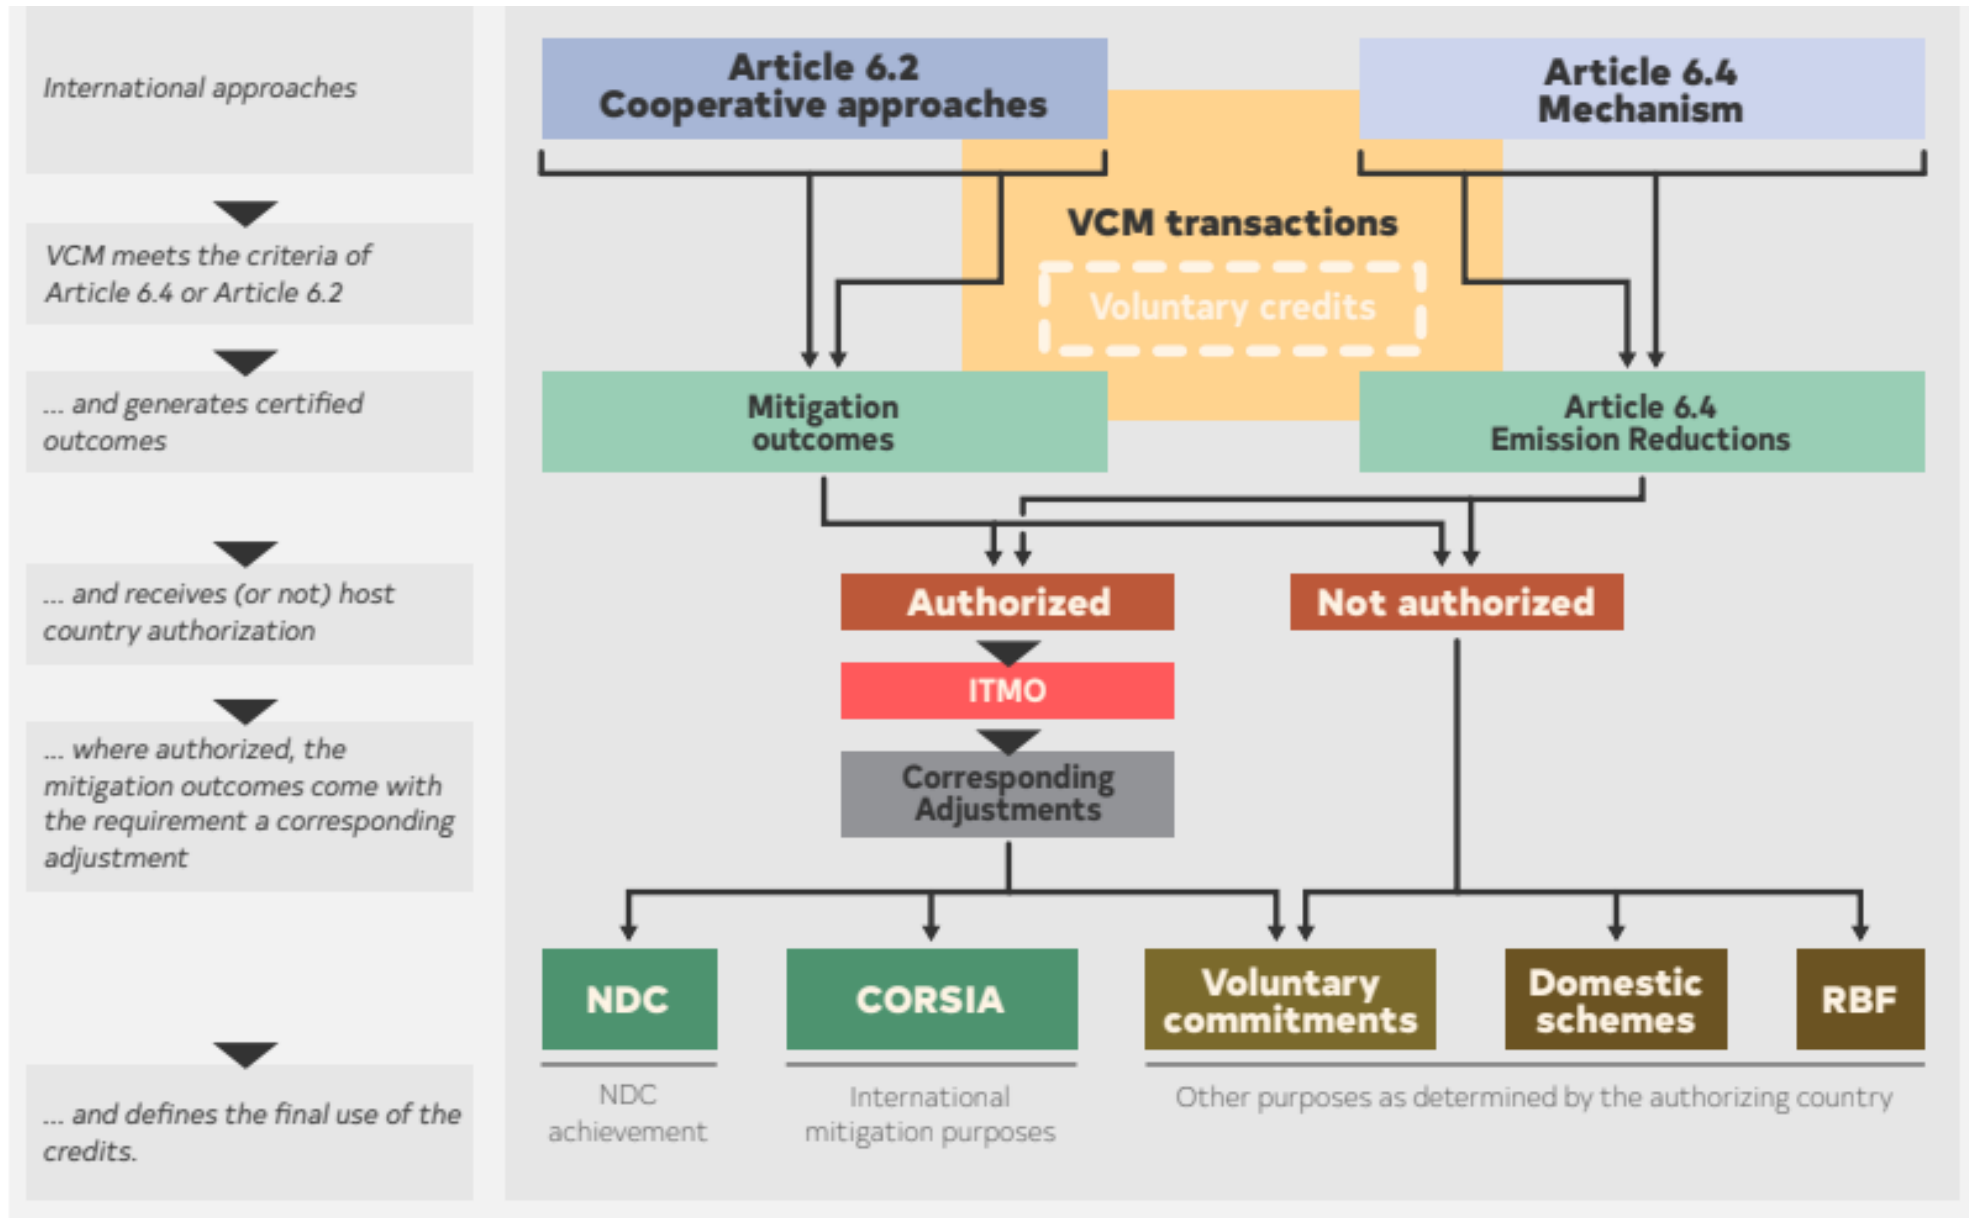 International approaches
VCM meets the criteria of
Article 6.4 or Article 6.2
... and generates certified
outcomes
... and receives (or not) host
country authorization
... where authorized, the
mitigation outcomes come with
the requirement a corresponding
adjustment
... and defines the final use of the
credits.
Article 6.2
Cooperative approaches
Article 6.4
Mechanism
VCM transactions
Voluntary credits
Mitigation
outcomes
Article 6.4
Emission Reductions
Authorized
Not authorized
ITMO
Corresponding
Adjustments
NDC
CORSIA
Voluntary
commitments
Domestic
schemes
RBF
NDC
achievement
International
mitigation purposes
Other purposes as determined by the authorizing country